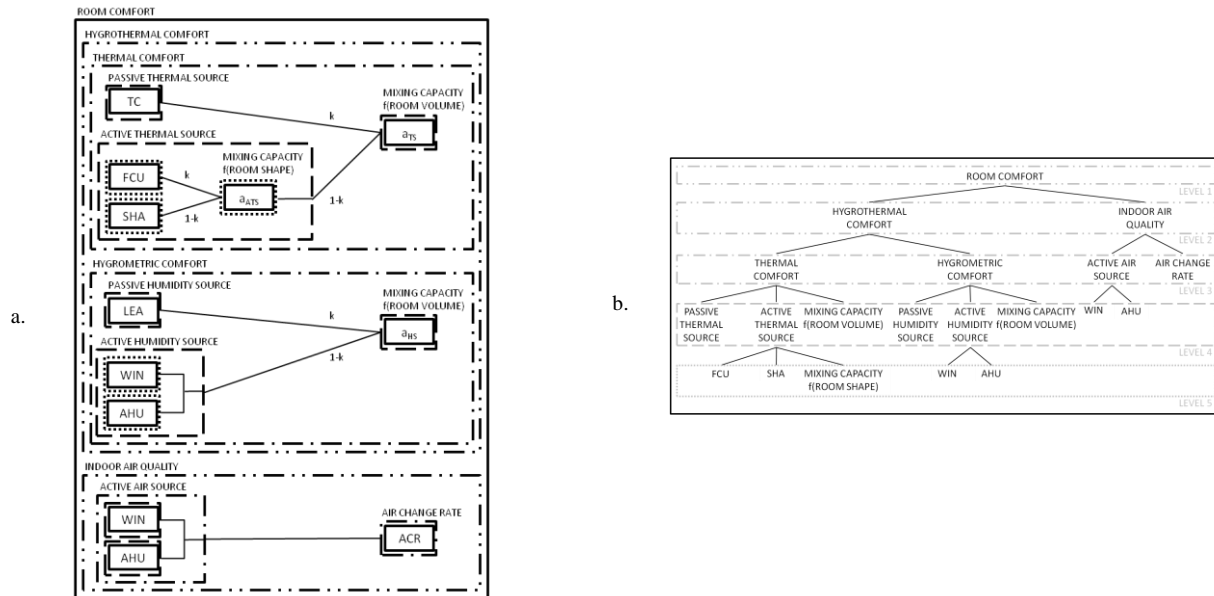 ROOM COMFORT
HYGROTHERMAL COMFORT
THERMAL COMFORT
PASSIVE THERMAL SOURCE
TC
k
MIXING CAPACITY
f(ROOM VOLUME)
aTS
ACTIVE THERMAL SOURCE
FCU
k
SHA
1-k
MIXING CAPACITY
f(ROOM SHAPE)
aATS
1-k
HYGROMETRIC COMFORT
PASSIVE HUMIDITY SOURCE
LEA
k
MIXING CAPACITY
f(ROOM VOLUME)
aHS
ACTIVE HUMIDITY SOURCE
1-k
WIN
AHU
INDOOR AIR QUALITY
ACTIVE AIR SOURCE
WIN
AHU
AIR CHANGE RATE
ACR
a.
b.
ROOM COMFORT
LEVEL 1
HYGROTHERMAL
COMFORT
INDOOR AIR
QUALITY
LEVEL 2
THERMAL
COMFORT
HYGROMETRIC
COMFORT
ACTIVE AIR
SOURCE
AIR CHANGE
RATE
LEVEL 3
PASSIVE
THERMAL
SOURCE
ACTIVE
THERMAL
SOURCE
MIXING CAPACITY
f(ROOM VOLUME)
PASSIVE
HUMIDITY
SOURCE
ACTIVE
HUMIDITY
SOURCE
MIXING CAPACITY
f(ROOM VOLUME)
WIN
AHU
LEVEL 4
FCU
SHA
MIXING CAPACITY
f(ROOM SHAPE)
WIN
AHU
LEVEL 5